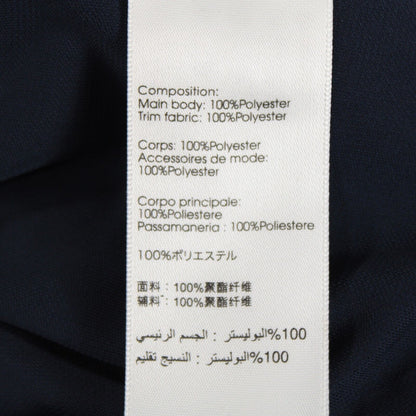 Composition:
Main body: 100%Polyester
Trim fabric: 100%Polyester
Corps: 100%Polyester
Accessoires de mode:
100%Polyester
Corpo principale:
100%Poliestere
Passamaneria : 100%Poliestere
100%ポリエステル
面料：100%聚酯纤维
辅料：100%聚酯纤维
100%البوليستر : الجسم الرئيسي
100%البوليستر : النسيج تقليم